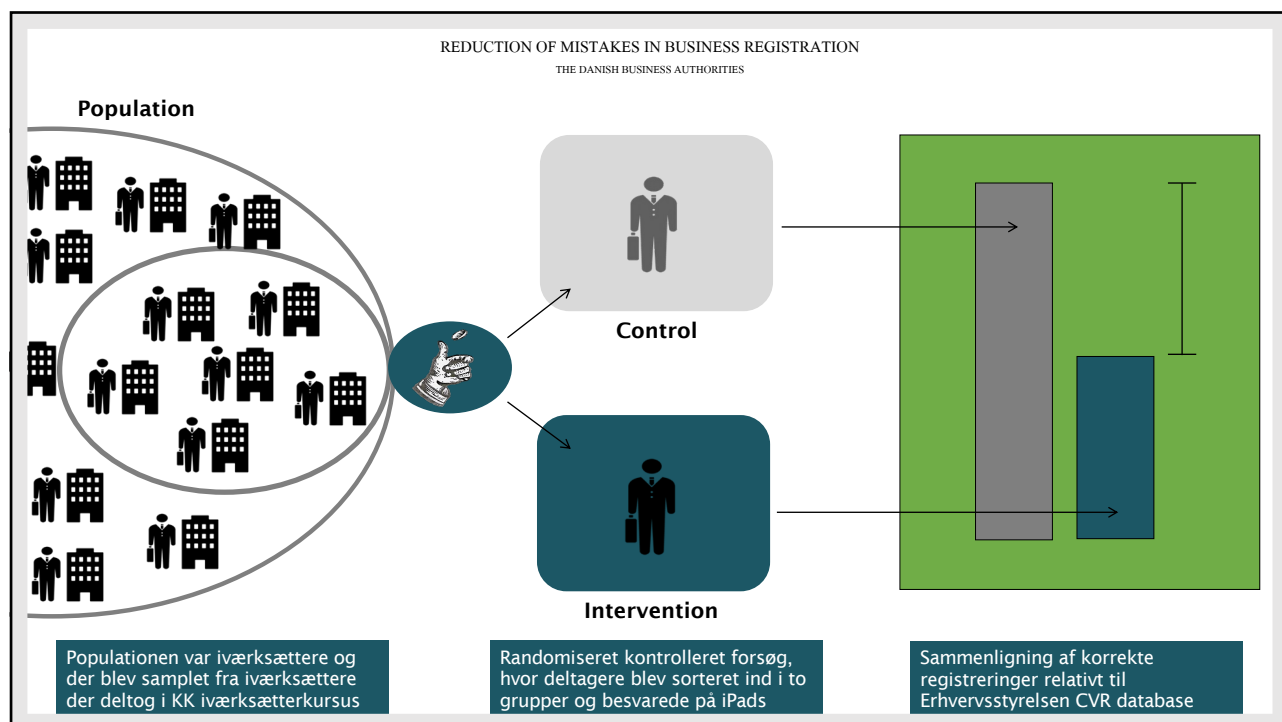 REDUCTION OF MISTAKES IN BUSINESS REGISTRATION
THE DANISH BUSINESS AUTHORITIES
Population
Control
Intervention
Populationen var iværksættere og
der blev samplet fra iværksættere
der deltog i KK iværksætterkursus
Randomiseret kontrolleret forsøg,
hvor deltagere blev sorteret ind i to
grupper og besvarede på iPads
Sammenligning af korrekte
registreringer relativt til
Erhvervsstyrelsen CVR database